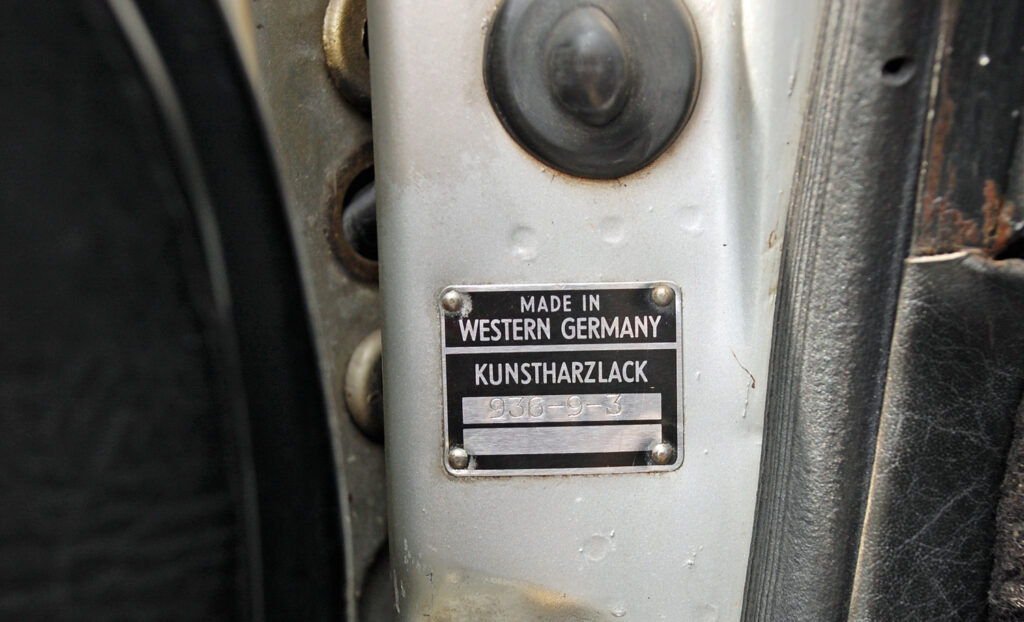 MADE IN
WESTERN GERMANY
KUNSTHARZLACK
936-9-3